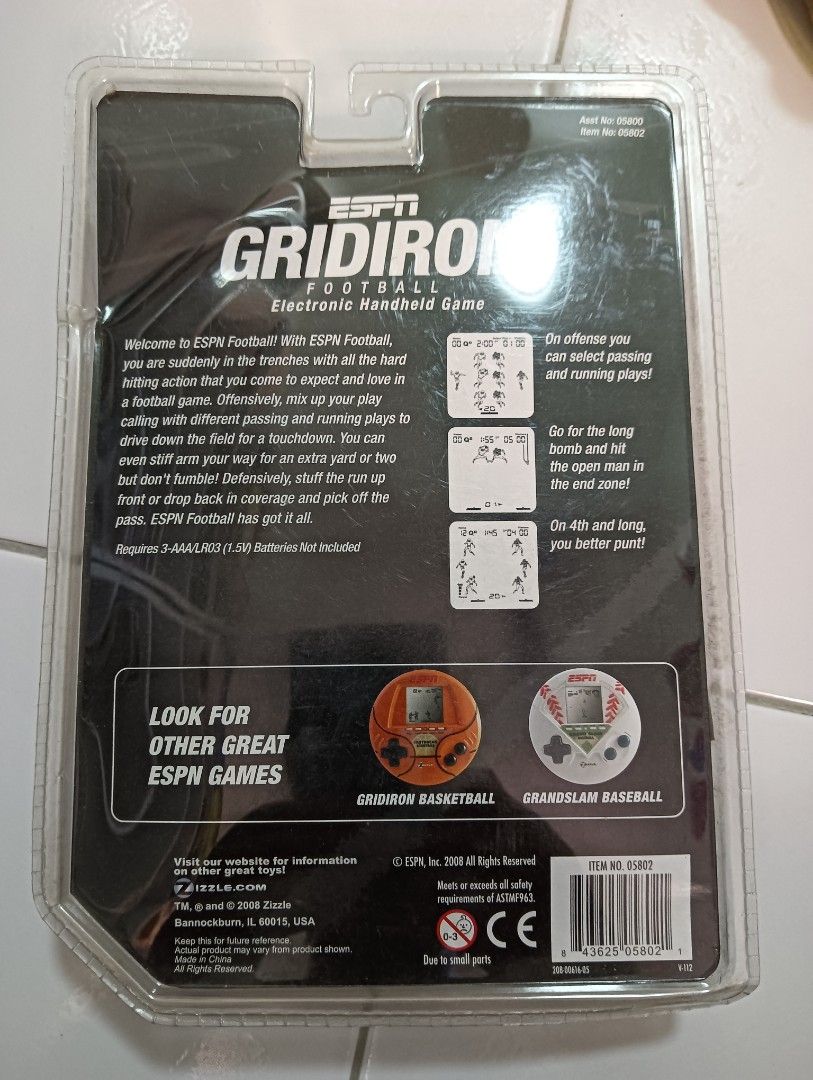 Asst No: 05800
Item No: 05802
ESPN
GRIDIRON
FOOTBALL
Electronic Handheld Game
Welcome to ESPN Football! With ESPN Football,
you are suddenly in the trenches with all the hard
hitting action that you come to expect and love in
a football game. Offensively, mix up your play
calling with different passing and running plays to
drive down the field for a touchdown. You can
even stiff arm your way for an extra yard or two
but don't fumble! Defensively, stuff the run up
front or drop back in coverage and pick off the
pass. ESPN Football has got it all.
Requires 3-AAA/LR03 (1.5V) Batteries Not Included
On offense you
can select passing
and running plays!
Go for the long
bomb and hit
the open man in
the end zone!
On 4th and long,
you better punt!
LOOK FOR
OTHER GREAT
ESPN GAMES
ESPN
GRIDIRON BASKETBALL
ESPN
GRANDSLAM BASEBALL
Visit our website for information
on other great toys!
ZIZZLE.COM
TM, ® and © 2008 Zizzle
Bannockburn, IL 60015, USA
Keep this for future reference.
Actual product may vary from product shown.
Made in China
All Rights Reserved.
© ESPN, Inc. 2008 All Rights Reserved
Meets or exceeds all safety
requirements of ASTMF963.
0-3
CE
Due to small parts
ITEM NO. 05802
8 43625 05802 1
208-00616-05
V-112